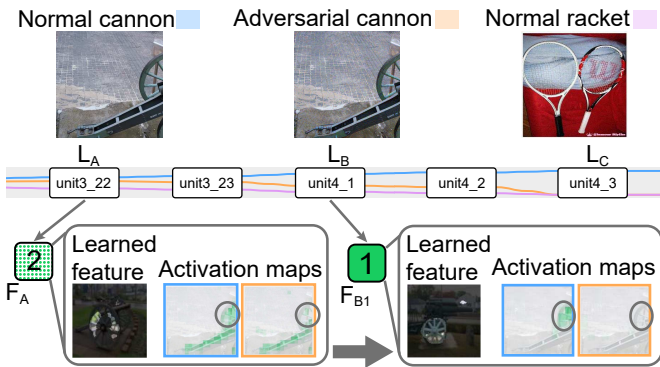 Normal cannon
Adversarial cannon
Normal racket
L_A
L_B
L_C
unit3_22
unit3_23
unit4_1
unit4_2
unit4_3
2
F_A
Learned feature
Activation maps
1
F_B1
Learned feature
Activation maps